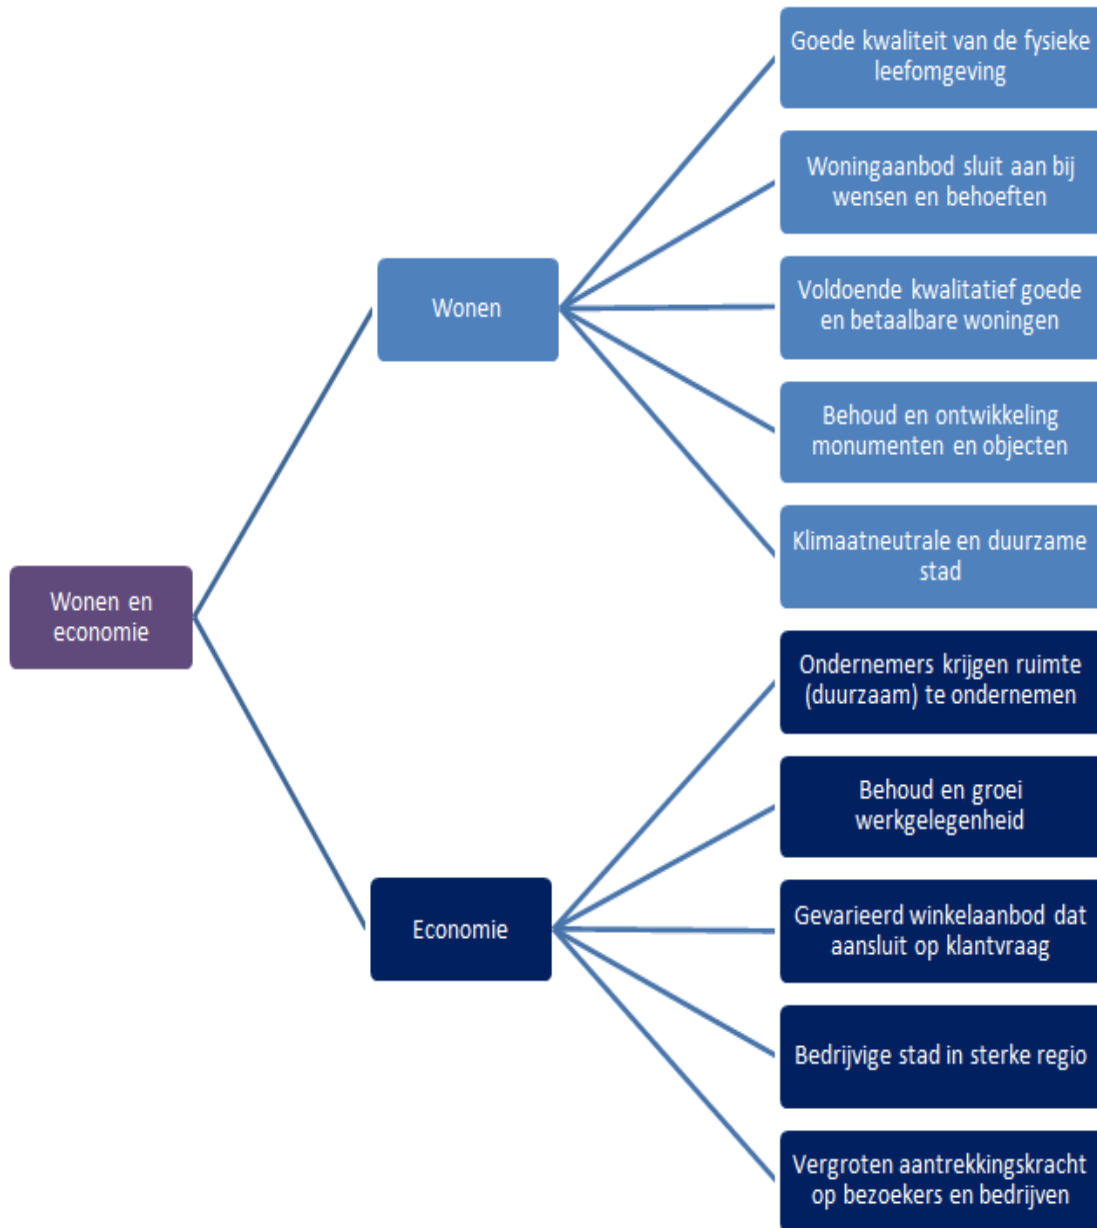 Goede kwaliteit van de fysieke
leefomgeving
Woningaanbod sluit aan bij
wensen en behoeften
Wonen
Voldoende kwalitatief goede
en betaalbare woningen
Behoud en ontwikkeling
monumenten en objecten
Klimaatneutrale en duurzame
stad
Wonen en
economie
Ondernemers krijgen ruimte
(duurzaam) te ondernemen
Behoud en groei
werkgelegenheid
Economie
Gevarieerd winkelaanbod dat
aansluit op klantvraag
Bedrijvige stad in sterke regio
Vergroten aantrekkingskracht
op bezoekers en bedrijven